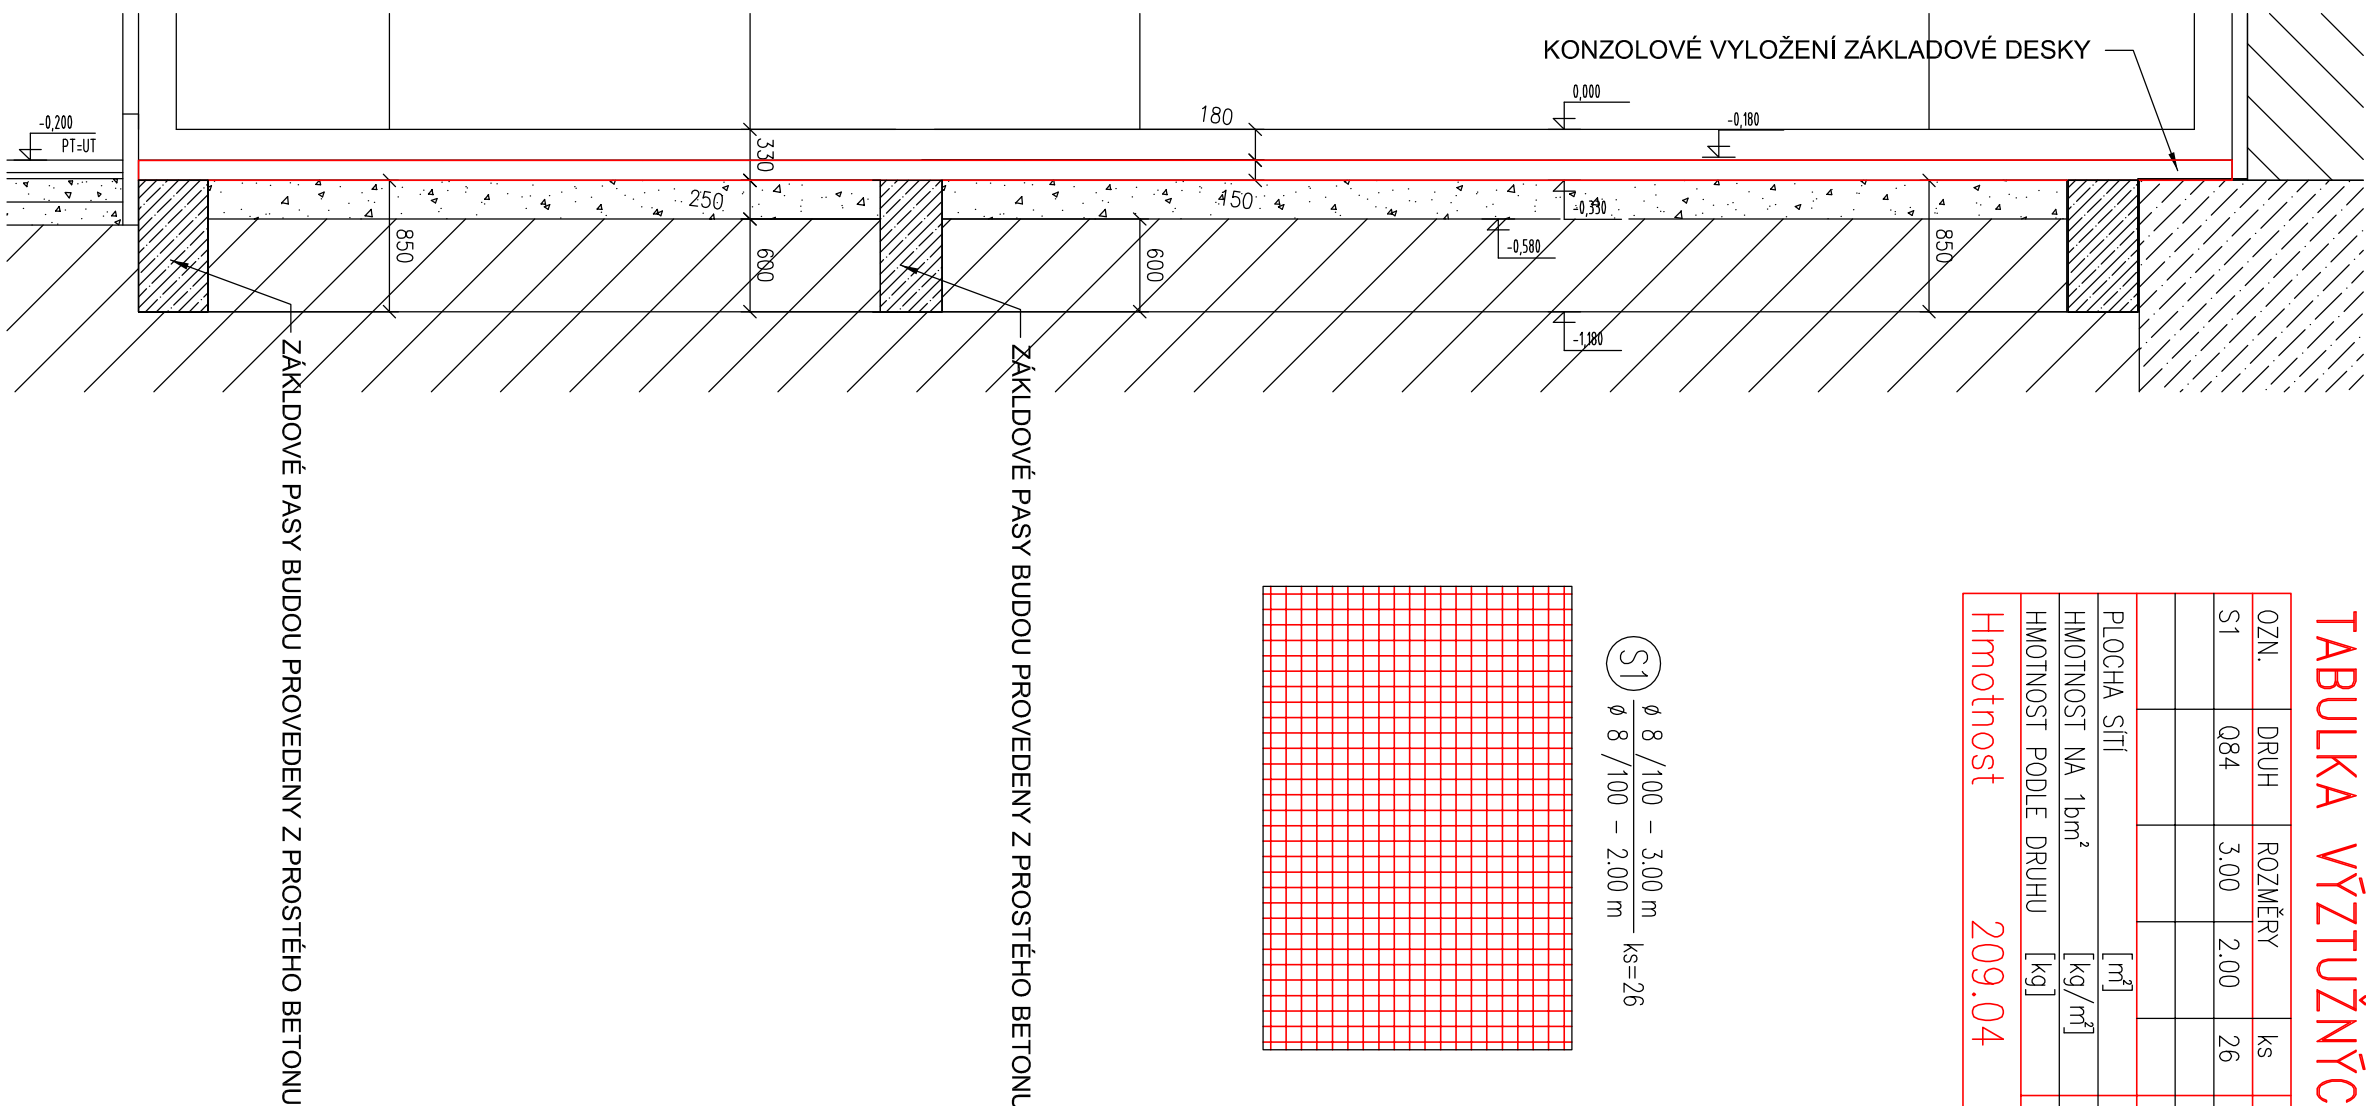 KONZOLOVÉ VYLOŽENÍ ZÁKLADOVÉ DESKY
0,000
-0,180
180
-0,200
PT=UT
330
250
150
-0,330
-0,580
850
600
600
850
-1,180
ZÁKLDOVÉ PASY BUDOU PROVEDENY Z PROSTÉHO BETONU
ZÁKLDOVÉ PASY BUDOU PROVEDENY Z PROSTÉHO BETONU
S1 ø 8 /100 - 3.00 m
ø 8 /100 - 2.00 m ks=26
TABULKA VÝZTUŽNÝC
OZN. DRUH ROZMĚRY ks
S1 Q84 3.00 2.00 26
PLOCHA SÍTÍ [m²]
HMOTNOST NA 1bm² [kg/m²]
HMOTNOST PODLE DRUHU [kg]
Hmotnost 209.04